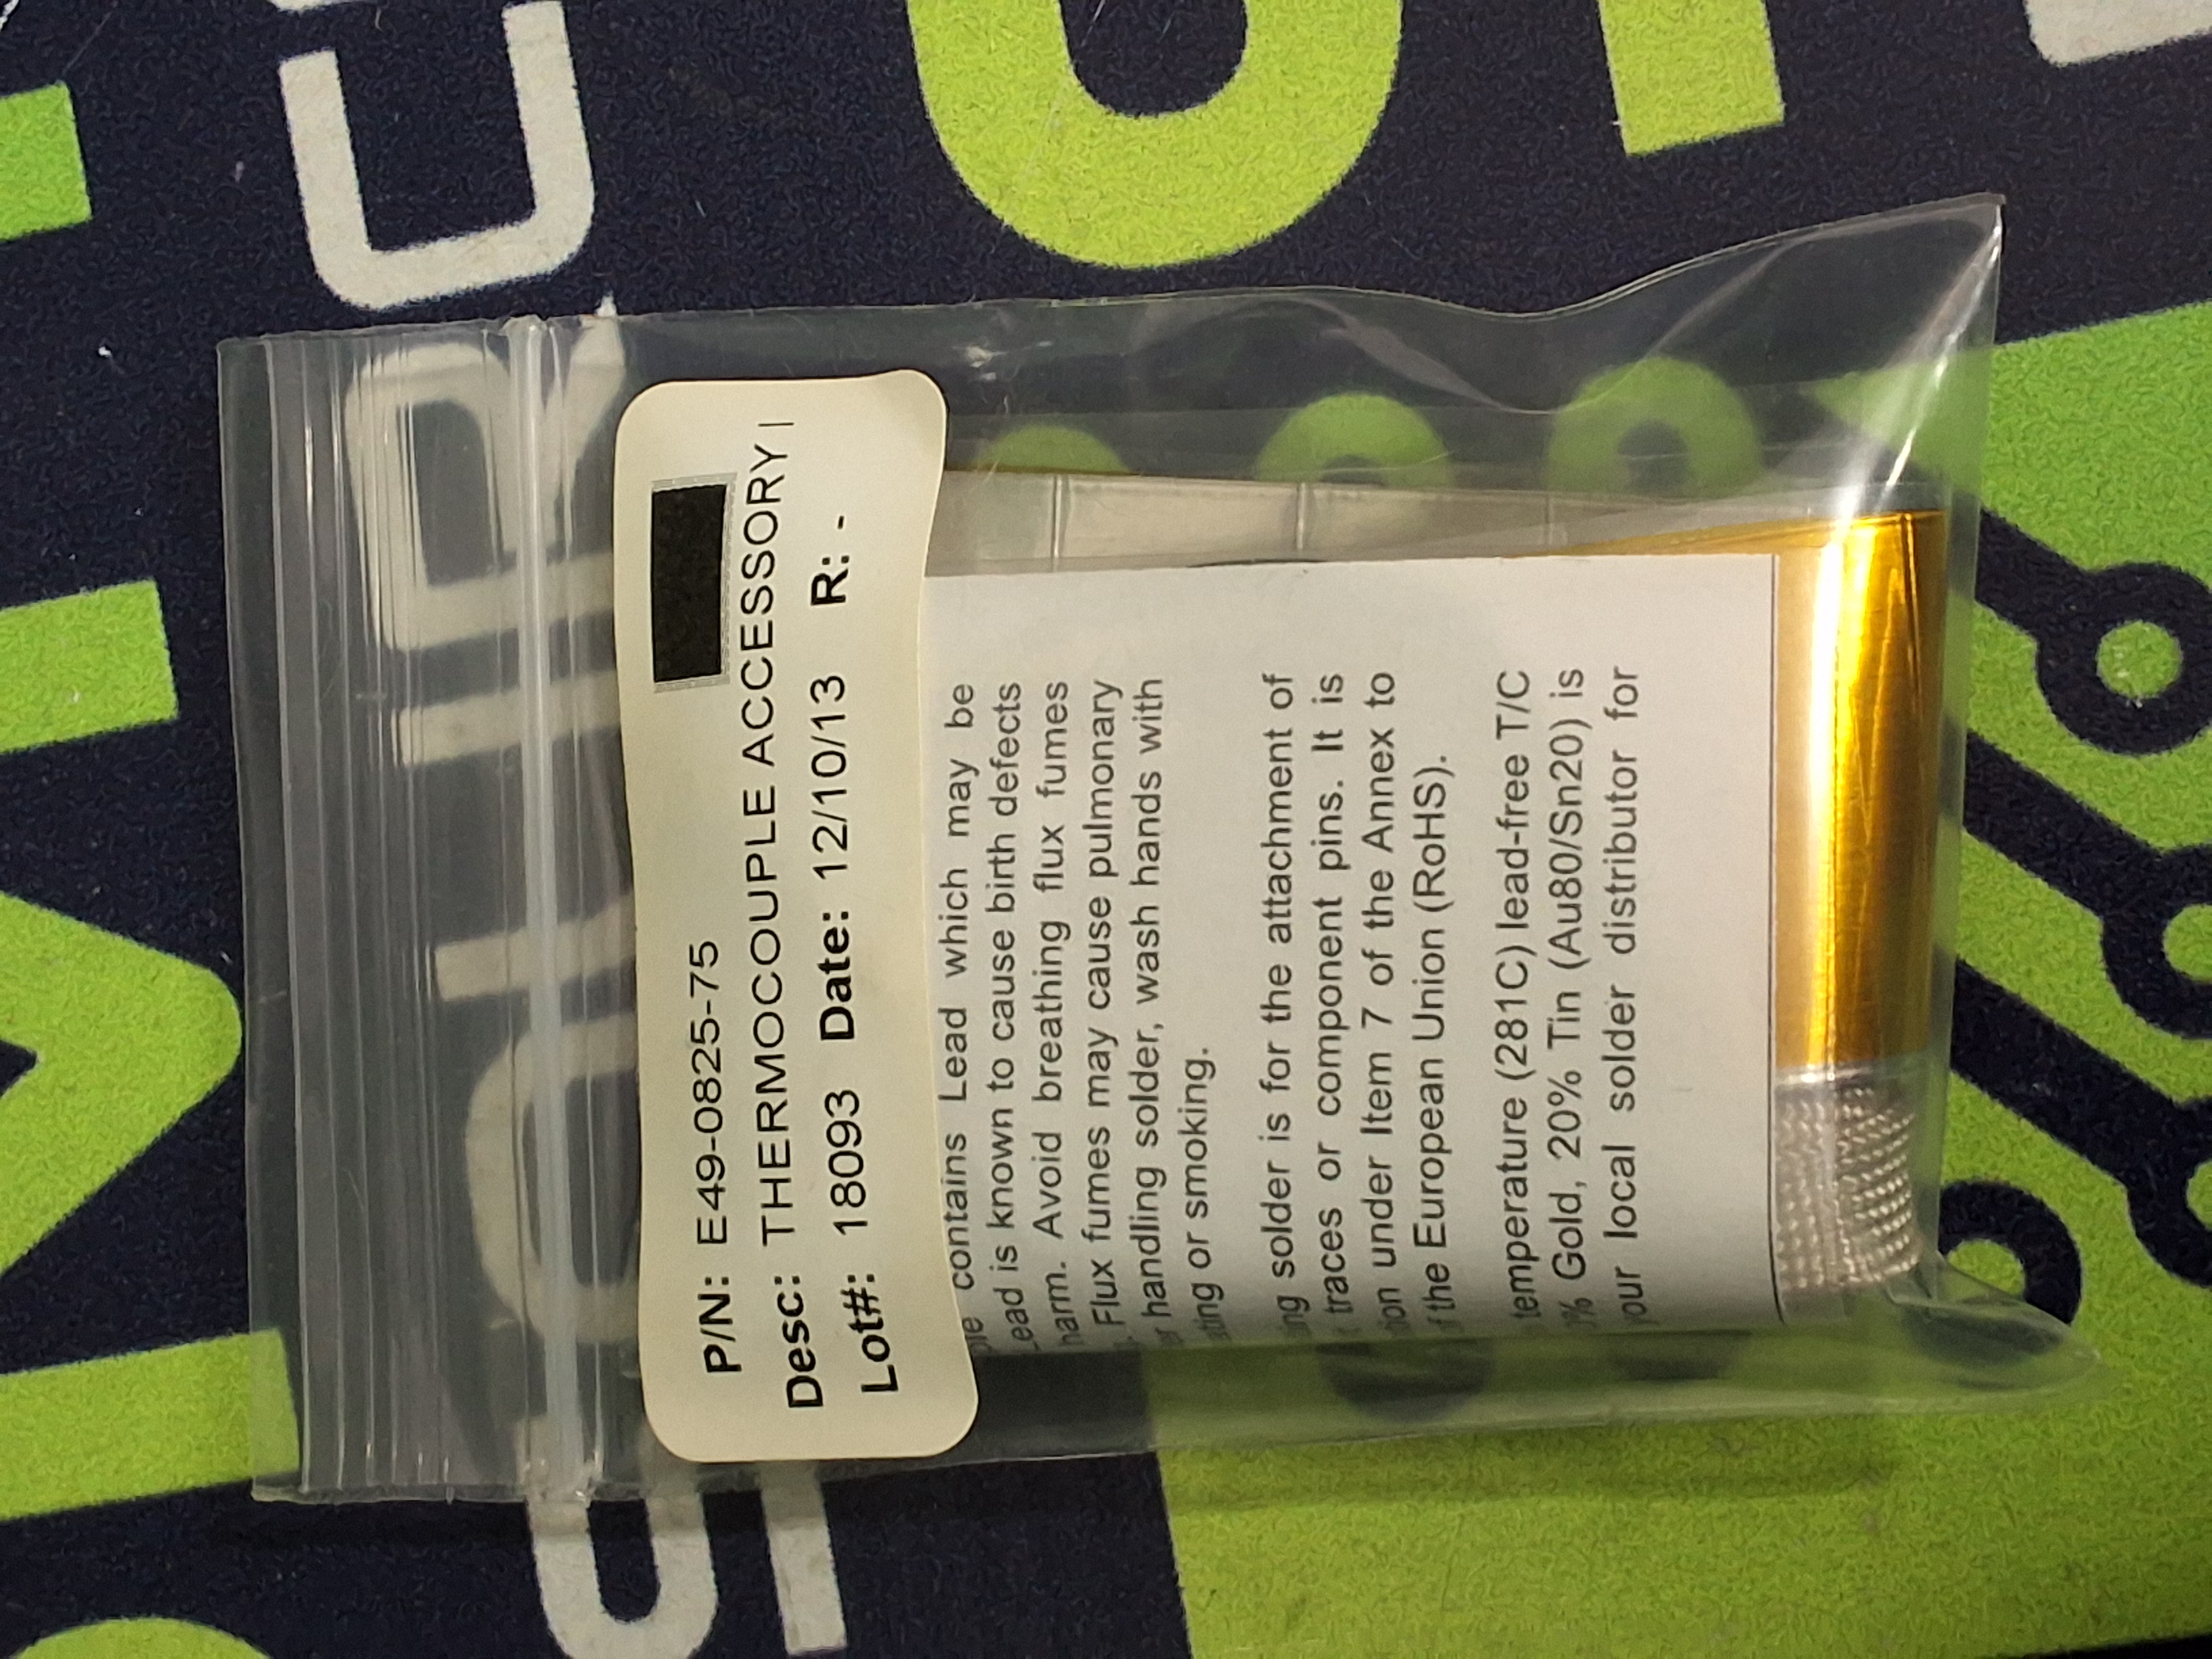 P/N: E49-0825-75
Desc: THERMOCOUPLE ACCESSORY
Lot#: 18093 Date: 12/10/13 R: -
contains Lead which may be
Lead is known to cause birth defects
harm. Avoid breathing flux fumes
Flux fumes may cause pulmonary
handling solder, wash hands with
or smoking.
solder is for the attachment of
traces or component pins. It is
under Item 7 of the Annex to
the European Union (RoHS).
temperature (281C) lead-free T/C
% Gold, 20% Tin (Au80/Sn20) is
your local solder distributor for